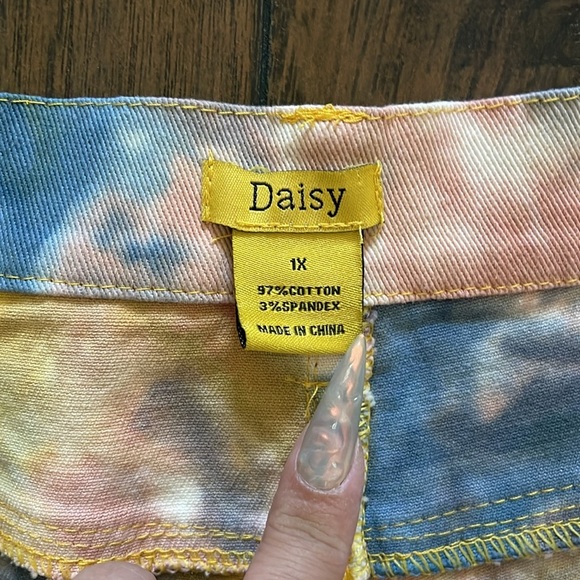 Daisy
1X
97%COTTON
3%SPANDEX
MADE IN CHINA